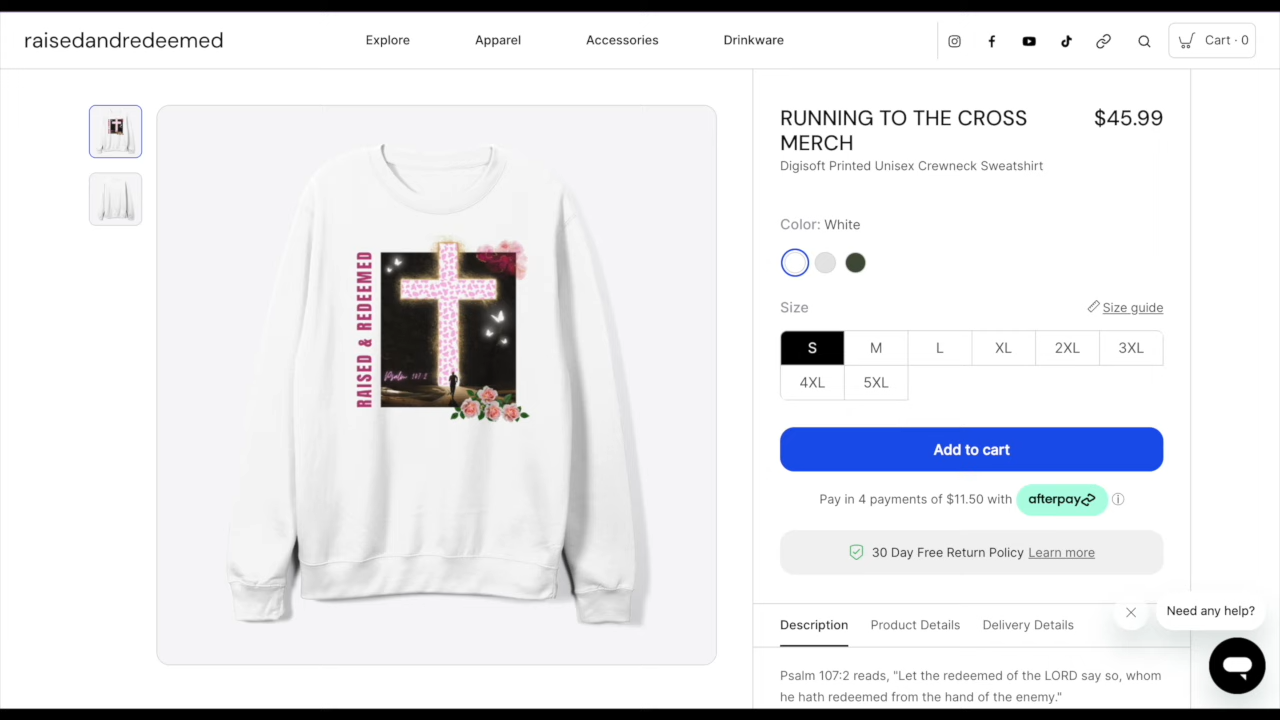 raisedandredeemed
Explore
Apparel
Accessories
Drinkware
Cart · 0
RUNNING TO THE CROSS
MERCH
$45.99
Digisoft Printed Unisex Crewneck Sweatshirt
Color: White
Size
Size guide
S
M
L
XL
2XL
3XL
4XL
5XL
Add to cart
Pay in 4 payments of $11.50 with afterpay
30 Day Free Return Policy Learn more
Description
Product Details
Delivery Details
Need any help?
Psalm 107:2 reads, "Let the redeemed of the LORD say so, whom
he hath redeemed from the hand of the enemy."
RAISED & REDEEMED
Psalm 107:2